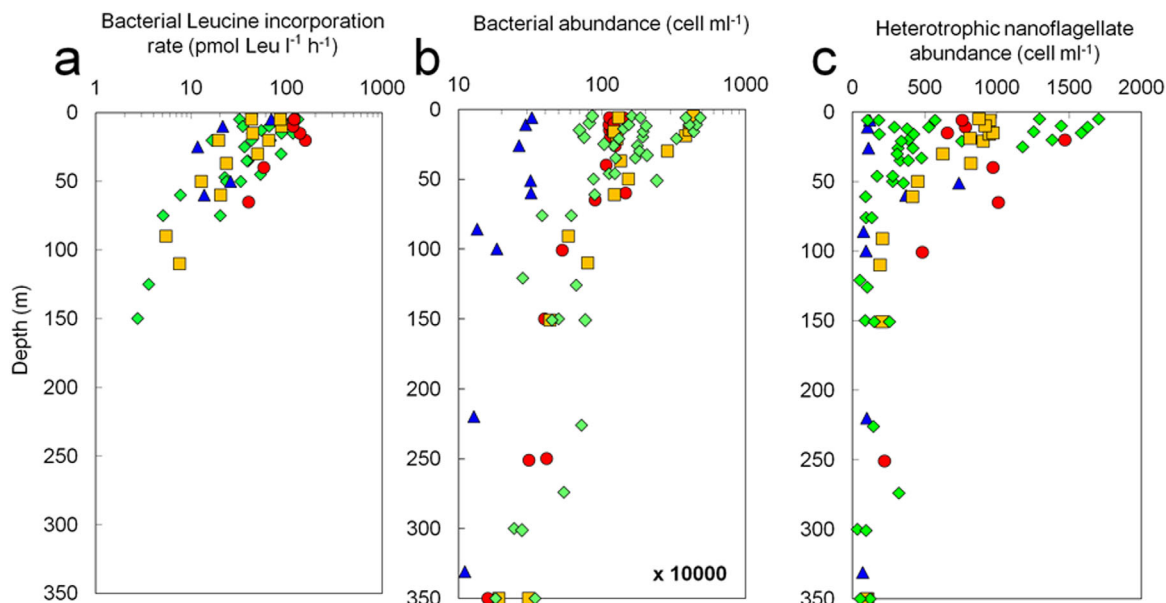 Bacterial Leucine incorporation
rate (pmol Leu l-1 h-1)
a
1 10 100 1000
0
50
100
150
200
250
300
350
Depth (m)
Bacterial abundance (cell ml-1)
b
10 100 1000
0
50
100
150
200
250
300
350
x 10000
Heterotrophic nanoflagellate
abundance (cell ml-1)
c
0 500 1000 1500 2000
0
50
100
150
200
250
300
350